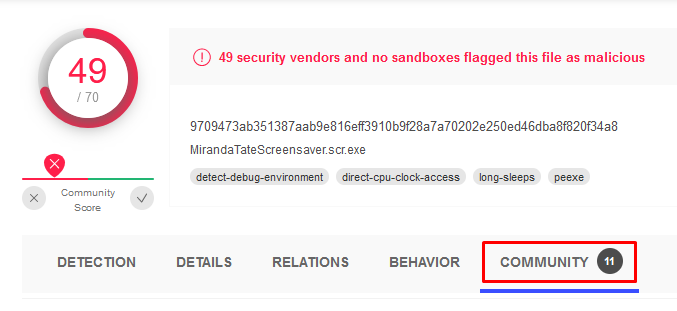 49
/ 70
Community
Score
49 security vendors and no sandboxes flagged this file as malicious
9709473ab351387aab9e816eff3910b9f28a7a70202e250ed46dba8f820f34a8
MirandaTateScreensaver.scr.exe
detect-debug-environment direct-cpu-clock-access long-sleeps peexe
DETECTION DETAILS RELATIONS BEHAVIOR COMMUNITY 11